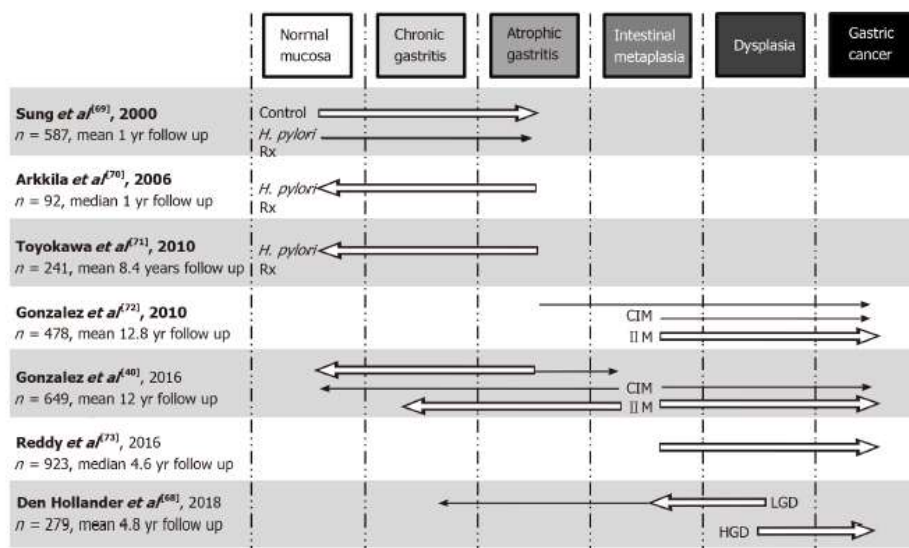 Normal mucosa
Chronic gastritis
Atrophic gastritis
Intestinal metaplasia
Dysplasia
Gastric cancer
Sung et al[69], 2000
n = 587, mean 1 yr follow up
Control
H. pylori
Rx
Arkkila et al[70], 2006
n = 92, median 1 yr follow up
H. pylori
Rx
Toyokawa et al[71], 2010
n = 241, mean 8.4 years follow up
H. pylori
Rx
Gonzalez et al[72], 2010
n = 478, mean 12.8 yr follow up
CIM
IIM
Gonzalez et al[40], 2016
n = 649, mean 12 yr follow up
CIM
IIM
Reddy et al[73], 2016
n = 923, median 4.6 yr follow up
Den Hollander et al[68], 2018
n = 279, mean 4.8 yr follow up
LGD
HGD